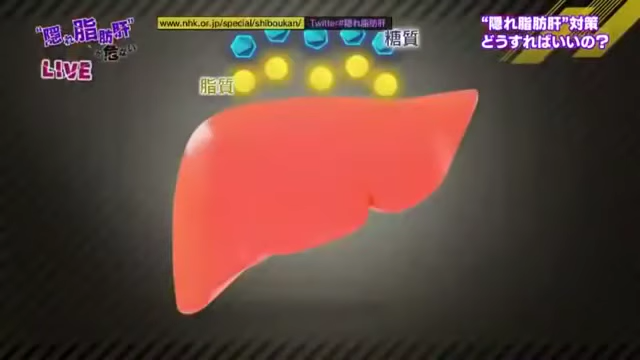 "隠れ脂肪肝"が危ない
LIVE
www.nhk.or.jp/special/shiboukan/
Twitter#隠れ脂肪肝
"隠れ脂肪肝"対策
どうすればいいの?
糖質
脂質